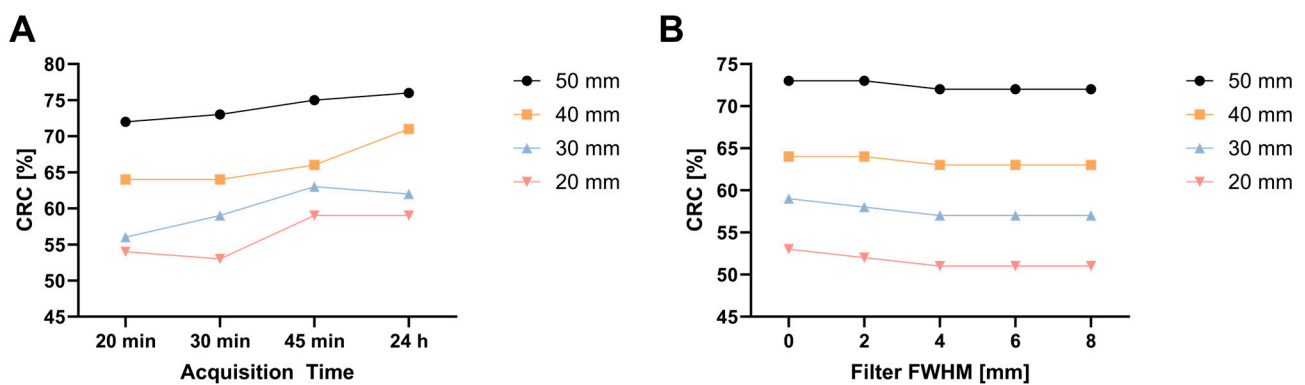 A
CRC [%]
80
75
70
65
60
55
50
45
20 min
30 min
45 min
24 h
Acquisition Time
50 mm
40 mm
30 mm
20 mm
B
CRC [%]
75
70
65
60
55
50
45
0
2
4
6
8
Filter FWHM [mm]
50 mm
40 mm
30 mm
20 mm